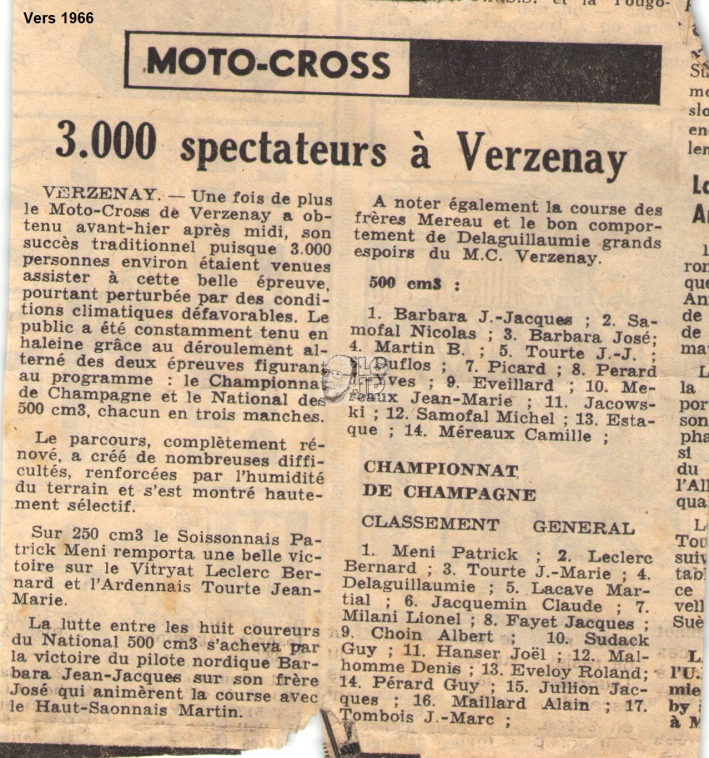 Vers 1966
MOTO-CROSS
3.000 spectateurs à Verzenay
VERZENAY. — Une fois de plus
le Moto-Cross de Verzenay a ob-
tenu avant-hier après midi, son
succès traditionnel puisque 3.000
personnes environ étaient venues
assister à cette belle épreuve,
pourtant perturbée par des condi-
tions climatiques défavorables. Le
public a été constamment tenu en
haleine grâce au déroulement al-
terné des deux épreuves figurant
au programme : le Championnat
de Champagne et le National des
500 cm3, chacun en trois manches.
Le parcours, complètement ré-
nové, a créé de nombreuses diffi-
cultés, renforcées par l'humidité
du terrain et s'est montré haute-
ment sélectif.
Sur 250 cm3 le Soissonnais Pa-
trick Meni remporta une belle vic-
toire sur le Vitryat Leclerc Ber-
nard et l'Ardennais Tourte Jean-
Marie.
La lutte entre les huit coureurs
du National 500 cm3 s'acheva par
la victoire du pilote nordique Bar-
bara Jean-Jacques sur son frère
José qui animèrent la course avec
le Haut-Saonnais Martin.
A noter également la course des
frères Mereau et le bon compor-
tement de Delaguillaumie grands
espoirs du M.C. Verzenay.
500 cm3 :
1. Barbara J.-Jacques ; 2. Sa-
mofal Nicolas ; 3. Barbara José;
4. Martin B. ; 5. Tourte J.-J. ;
uflos ; 7. Picard ; 8. Perard
ves ; 9. Eveillard ; 10. Me-
reaux Jean-Marie ; 11. Jacows-
ki ; 12. Samofal Michel ; 13. Esta-
que ; 14. Méreaux Camille ;
CHAMPIONNAT
DE CHAMPAGNE
CLASSEMENT GENERAL
1. Meni Patrick ; 2. Leclerc
Bernard ; 3. Tourte J.-Marie ; 4.
Delaguillaumie ; 5. Lacave Mar-
tial ; 6. Jacquemin Claude ; 7.
Milani Lionel ; 8. Fayet Jacques ;
9. Choin Albert ; 10. Sudack
Guy ; 11. Hanser Joël ; 12. Mal-
homme Denis ; 13. Eveloy Roland;
14. Pérard Guy ; 15. Jullion Jac-
ques ; 16. Maillard Alain ; 17.
Tombois J.-Marc ;